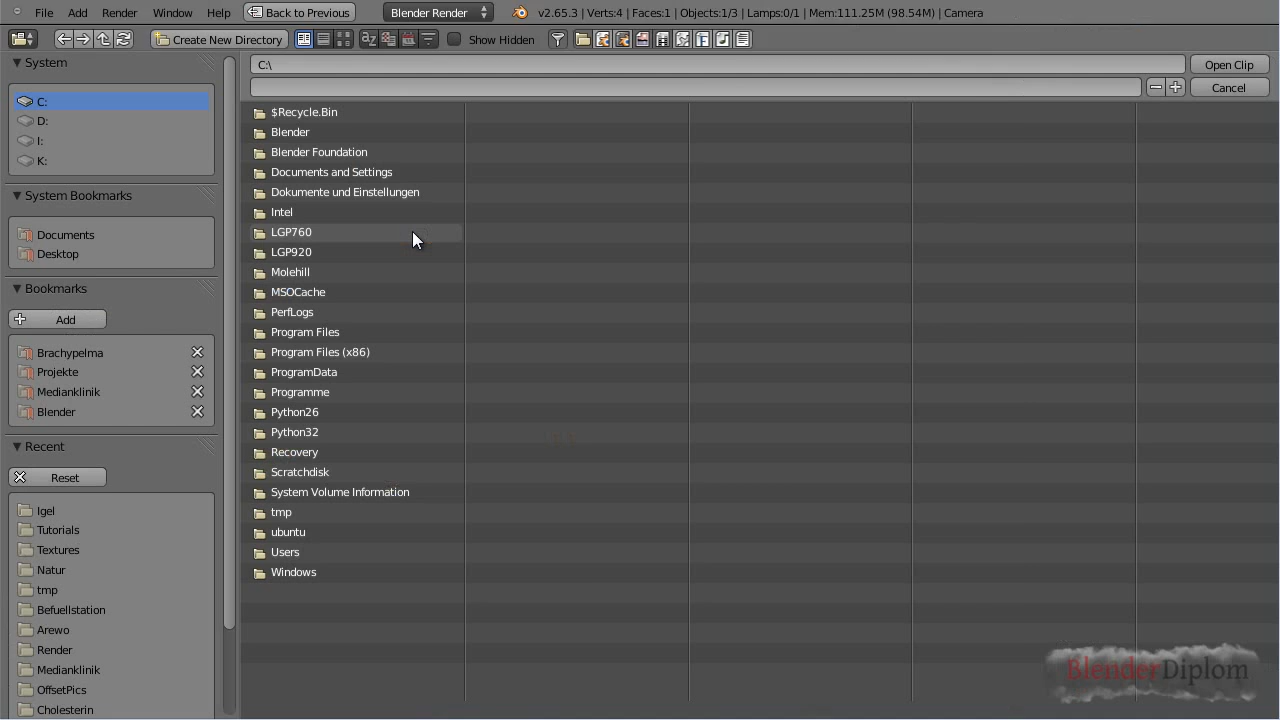 File Add Render Window Help Back to Previous Blender Render v2.65.3 | Verts:4 | Faces:1 | Objects:1/3 | Lamps:0/1 | Mem:111.25M (98.54M) | Camera
Create New Directory Show Hidden
System
C:
D:
I:
K:
System Bookmarks
Documents
Desktop
Bookmarks
Add
Brachypelma
Projekte
Medianklinik
Blender
Recent
Reset
Igel
Tutorials
Textures
Natur
tmp
Befuellstation
Arewo
Render
Medianklinik
OffsetPics
Cholesterin
C:\
Open Clip
Cancel
$Recycle.Bin
Blender
Blender Foundation
Documents and Settings
Dokumente und Einstellungen
Intel
LGP760
LGP920
Molehill
MSOCache
PerfLogs
Program Files
Program Files (x86)
ProgramData
Programme
Python26
Python32
Recovery
Scratchdisk
System Volume Information
tmp
ubuntu
Users
Windows
BlenderDiplom